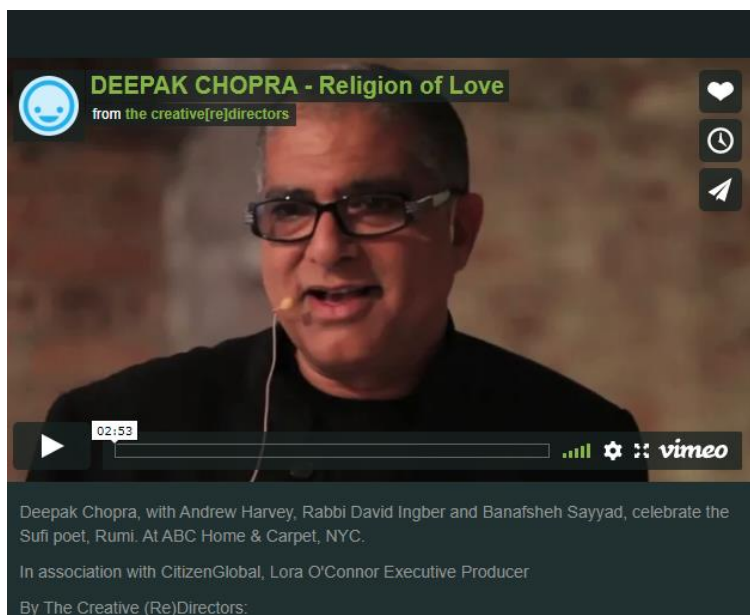 DEEPAK CHOPRA - Religion of Love
from the creative[re]directors
02:53
vimeo
Deepak Chopra, with Andrew Harvey, Rabbi David Ingber and Banafsheh Sayyad, celebrate the
Sufi poet, Rumi. At ABC Home & Carpet, NYC.
In association with CitizenGlobal, Lora O'Connor Executive Producer
By The Creative (Re)Directors: